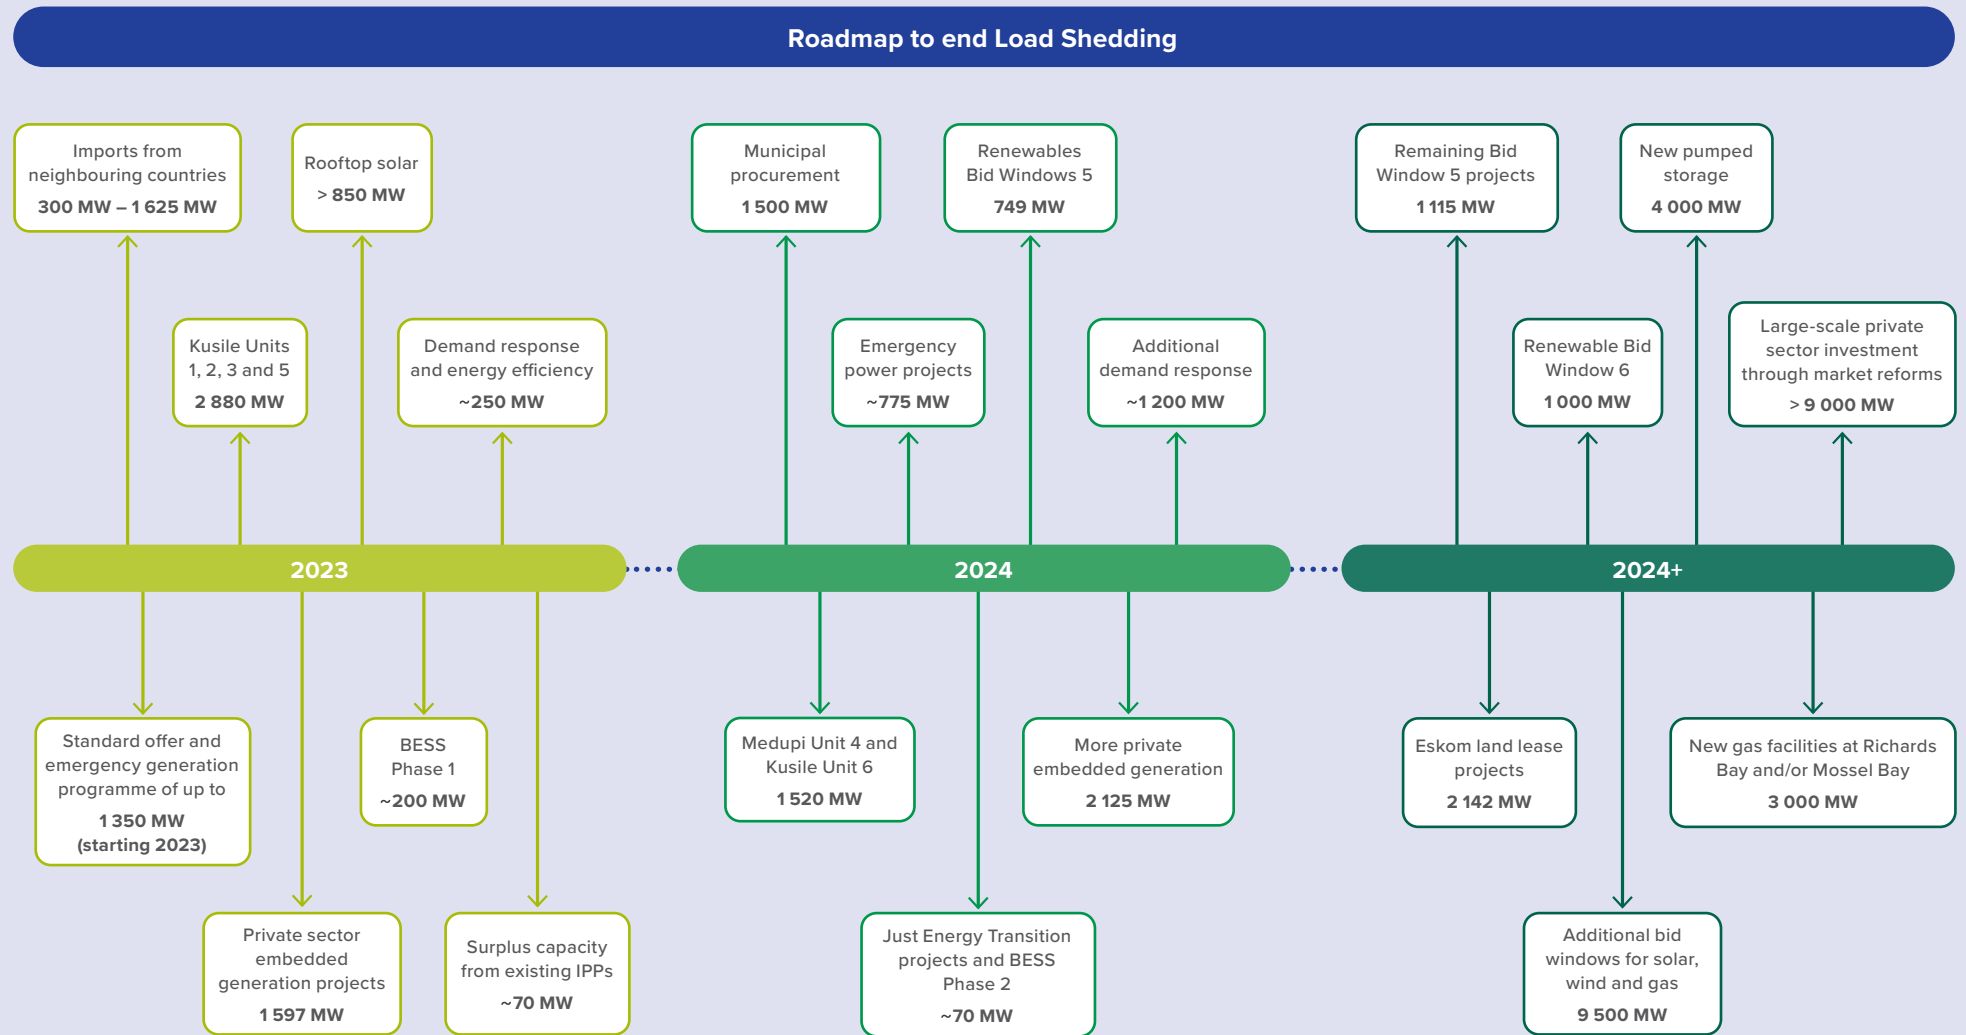 Roadmap to end Load Shedding
Imports from
neighbouring countries
300 MW – 1 625 MW
Rooftop solar
> 850 MW
Kusile Units
1, 2, 3 and 5
2 880 MW
Demand response
and energy efficiency
~250 MW
2023
Standard offer and
emergency generation
programme of up to
1 350 MW
(starting 2023)
BESS
Phase 1
~200 MW
Private sector
embedded
generation projects
1 597 MW
Surplus capacity
from existing IPPs
~70 MW
Municipal
procurement
1 500 MW
Renewables
Bid Windows 5
749 MW
Emergency
power projects
~775 MW
Additional
demand response
~1 200 MW
2024
Medupi Unit 4 and
Kusile Unit 6
1 520 MW
More private
embedded generation
2 125 MW
Just Energy Transition
projects and BESS
Phase 2
~70 MW
Remaining Bid
Window 5 projects
1 115 MW
New pumped
storage
4 000 MW
Renewable Bid
Window 6
1 000 MW
Large-scale private
sector investment
through market reforms
> 9 000 MW
2024+
Eskom land lease
projects
2 142 MW
New gas facilities at Richards
Bay and/or Mossel Bay
3 000 MW
Additional bid
windows for solar,
wind and gas
9 500 MW